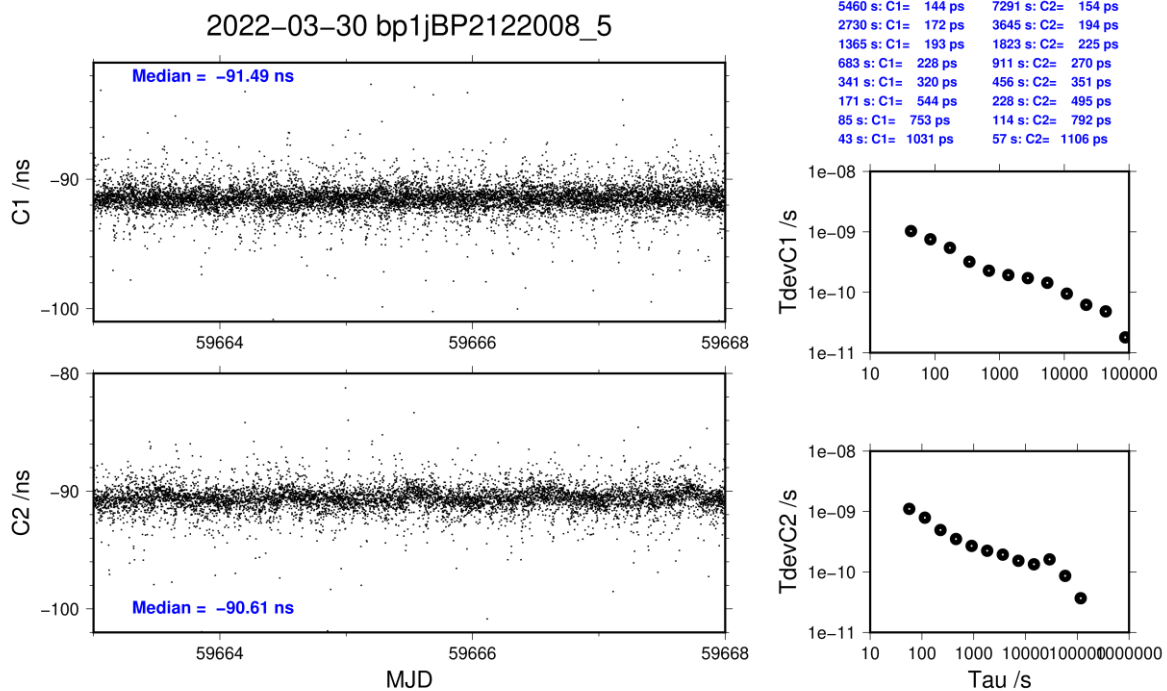 2022−03−30 bp1jBP2122008_5
5460 s: C1= 144 ps 7291 s: C2= 154 ps
2730 s: C1= 172 ps 3645 s: C2= 194 ps
1365 s: C1= 193 ps 1823 s: C2= 225 ps
683 s: C1= 228 ps 911 s: C2= 270 ps
341 s: C1= 320 ps 456 s: C2= 351 ps
171 s: C1= 544 ps 228 s: C2= 495 ps
85 s: C1= 753 ps 114 s: C2= 792 ps
43 s: C1= 1031 ps 57 s: C2= 1106 ps
Median = −91.49 ns
C1 /ns
−90
−100
59664 59666 59668
TdevC1 /s
1e−08
1e−09
1e−10
1e−11
10 100 1000 10000 100000
C2 /ns
−80
−90
−100
Median = −90.61 ns
59664 59666 59668
MJD
TdevC2 /s
1e−08
1e−09
1e−10
1e−11
10 100 1000 10000 100000 1000000
Tau /s